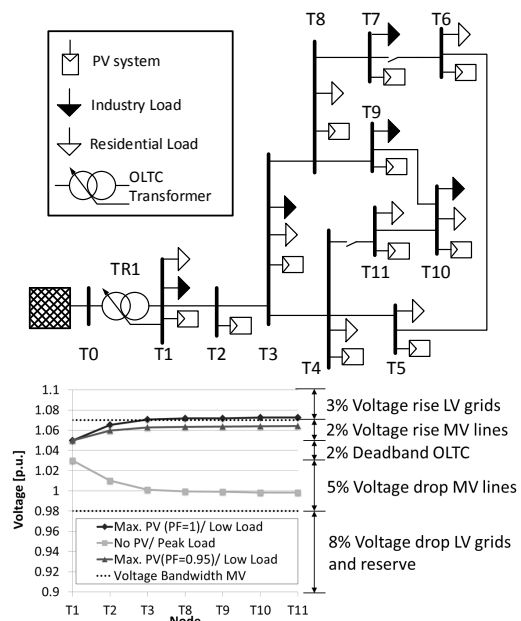 PV system
Industry Load
Residential Load
OLTC
Transformer
T8
T7
T6
T9
T11
T10
TR1
T0
T1
T2
T3
T4
T5
1.1
1.08
1.06
1.04
1.02
1
0.98
0.96
0.94
0.92
0.9
Voltage [p.u.]
Max. PV (PF=1)/ Low Load
No PV/ Peak Load
Max. PV(PF=0.95)/ Low Load
Voltage Bandwidth MV
T1 T2 T3 T8 T9 T10 T11
Node
3% Voltage rise LV grids
2% Voltage rise MV lines
2% Deadband OLTC
5% Voltage drop MV lines
8% Voltage drop LV grids
and reserve